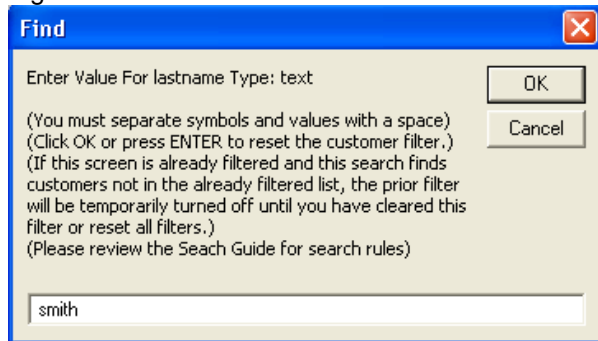 Find
Enter Value For lastname Type: text
OK
(You must separate symbols and values with a space)
(Click OK or press ENTER to reset the customer filter.)
Cancel
(If this screen is already filtered and this search finds
customers not in the already filtered list, the prior filter
will be temporarily turned off until you have cleared this
filter or reset all filters.)
(Please review the Seach Guide for search rules)
smith